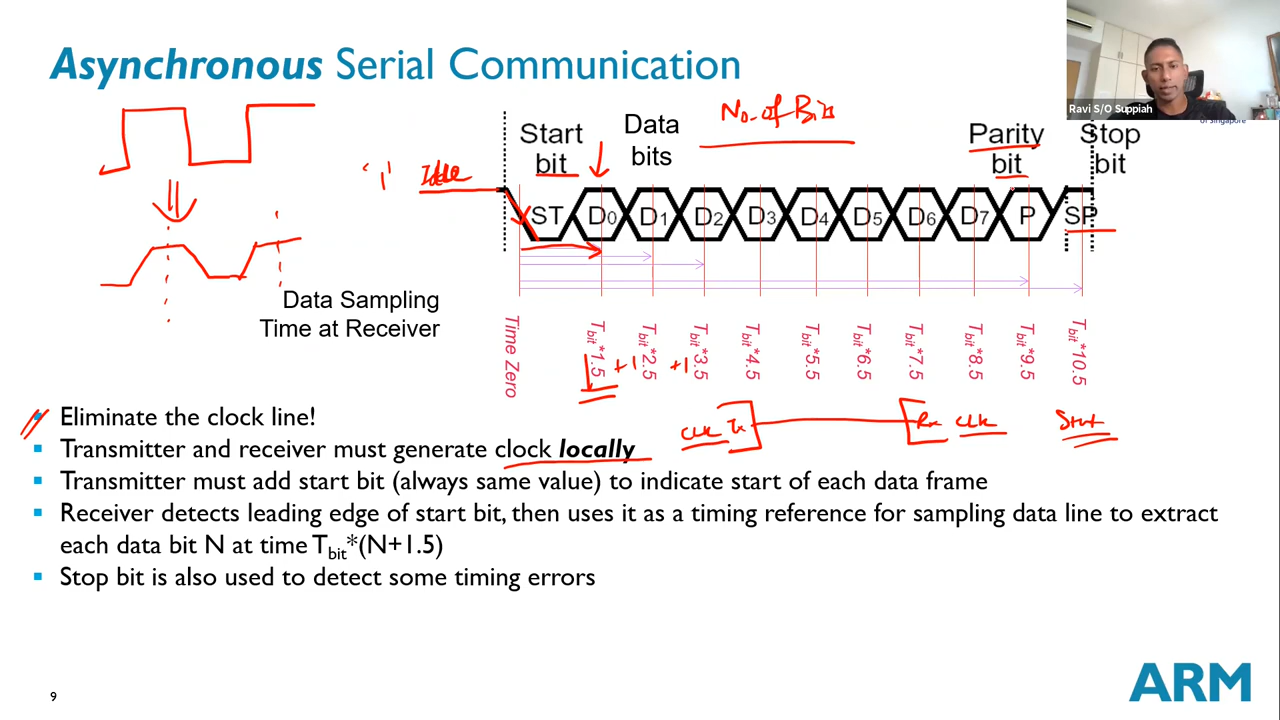 Asynchronous Serial Communication
Ravi S/O Suppiah
of Singapore
No. of Bits
Start bit
Data bits
Parity bit
Stop bit
'1' Idle
ST D0 D1 D2 D3 D4 D5 D6 D7 P SP
Data Sampling
Time at Receiver
Time Zero
Tbit*1.5
Tbit*2.5
Tbit*3.5
Tbit*4.5
Tbit*5.5
Tbit*6.5
Tbit*7.5
Tbit*8.5
Tbit*9.5
Tbit*10.5
+1 +1
Clk Tx Rx Clk
Eliminate the clock line!
Transmitter and receiver must generate clock locally
Transmitter must add start bit (always same value) to indicate start of each data frame
Receiver detects leading edge of start bit, then uses it as a timing reference for sampling data line to extract
each data bit N at time Tbit*(N+1.5)
Stop bit is also used to detect some timing errors
9
ARM